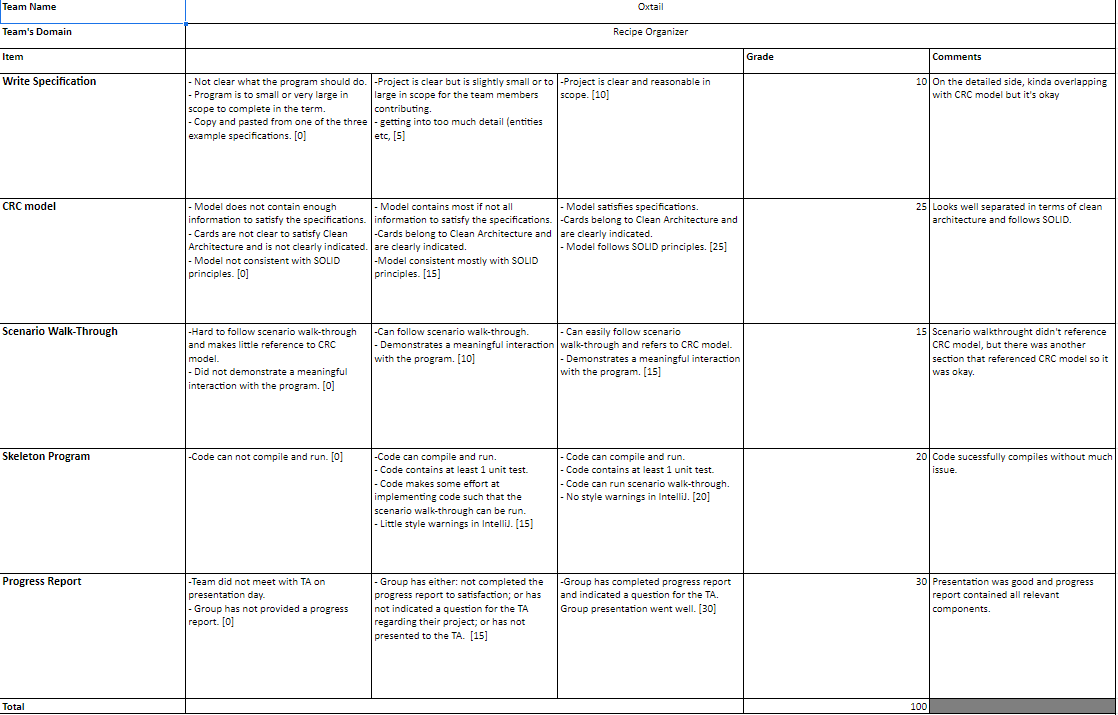 Team Name
Oxtail
Team's Domain
Recipe Organizer
Item
Grade
Comments
Write Specification
- Not clear what the program should do.
- Program is to small or very large in
scope to complete in the term.
- Copy and pasted from one of the three
example specifications. [0]
-Project is clear but is slightly small or to
large in scope for the team members
contributing.
- getting into too much detail (entities
etc, [5]
-Project is clear and reasonable in
scope. [10]
10
On the detailed side, kinda overlapping
with CRC model but it's okay
CRC model
- Model does not contain enough
information to satisfy the specifications.
- Cards are not clear to satisfy Clean
Architecture and is not clearly indicated.
- Model not consistent with SOLID
principles. [0]
- Model contains most if not all
information to satisfy the specifications.
-Cards belong to Clean Architecture and
are clearly indicated.
-Model consistent mostly with SOLID
principles. [15]
- Model satisfies specifications.
-Cards belong to Clean Architecture and
are clearly indicated.
- Model follows SOLID principles. [25]
25
Looks well separated in terms of clean
architecture and follows SOLID.
Scenario Walk-Through
-Hard to follow scenario walk-through
and makes little reference to CRC
model.
- Did not demonstrate a meaningful
interaction with the program. [0]
-Can follow scenario walk-through.
- Demonstrates a meaningful interaction
with the program. [10]
- Can easily follow scenario
walk-through and refers to CRC model.
- Demonstrates a meaningful interaction
with the program. [15]
15
Scenario walkthrought didn't reference
CRC model, but there was another
section that referenced CRC model so it
was okay.
Skeleton Program
-Code can not compile and run. [0]
-Code can compile and run.
- Code contains at least 1 unit test.
- Code makes some effort at
implementing code such that the
scenario walk-through can be run.
- Little style warnings in IntelliJ. [15]
- Code can compile and run.
- Code contains at least 1 unit test.
- Code can run scenario walk-through.
- No style warnings in IntelliJ. [20]
20
Code sucessfully compiles without much
issue.
Progress Report
-Team did not meet with TA on
presentation day.
- Group has not provided a progress
report. [0]
- Group has either: not completed the
progress report to satisfaction; or has
not indicated a question for the TA
regarding their project; or has not
presented to the TA. [15]
-Group has completed progress report
and indicated a question for the TA.
Group presentation went well. [30]
30
Presentation was good and progress
report contained all relevant
components.
Total
100